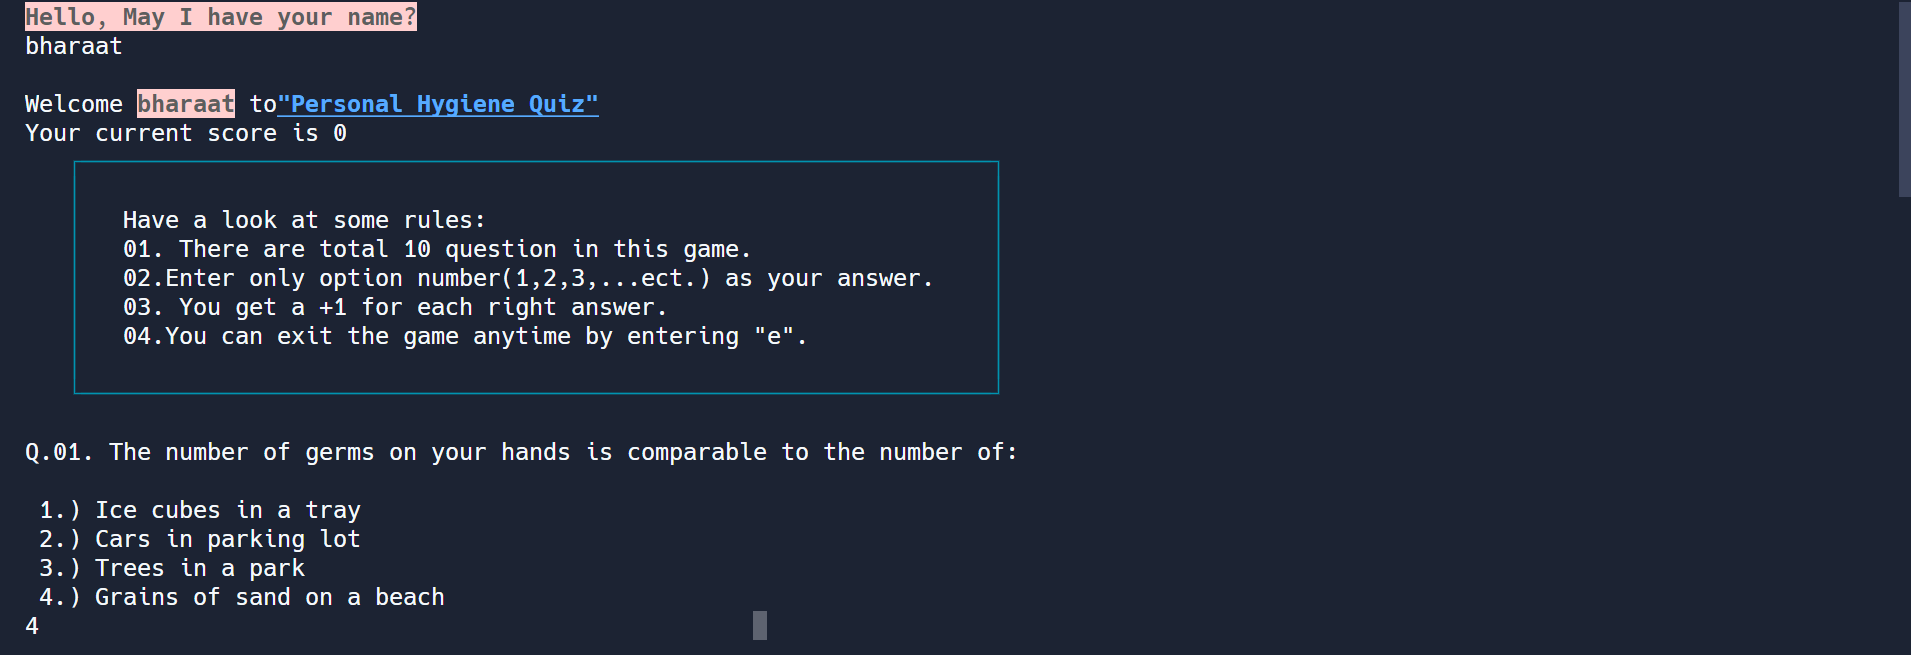 Hello, May I have your name?
bharaat
Welcome bharaat to"Personal Hygiene Quiz"
Your current score is 0
Have a look at some rules:
01. There are total 10 question in this game.
02.Enter only option number(1,2,3,...ect.) as your answer.
03. You get a +1 for each right answer.
04.You can exit the game anytime by entering "e".
Q.01. The number of germs on your hands is comparable to the number of:
1.) Ice cubes in a tray
2.) Cars in parking lot
3.) Trees in a park
4.) Grains of sand on a beach
4